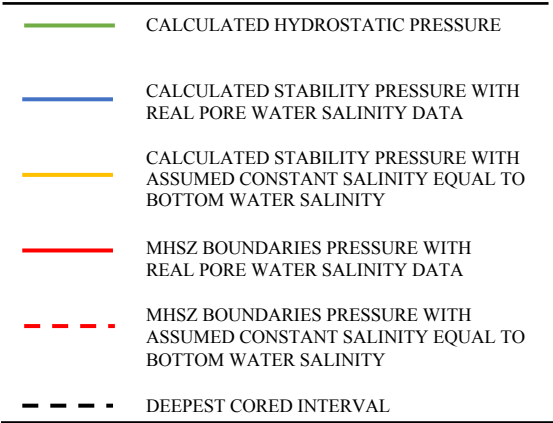 CALCULATED HYDROSTATIC PRESSURE
CALCULATED STABILITY PRESSURE WITH
REAL PORE WATER SALINITY DATA
CALCULATED STABILITY PRESSURE WITH
ASSUMED CONSTANT SALINITY EQUAL TO
BOTTOM WATER SALINITY
MHSZ BOUNDARIES PRESSURE WITH
REAL PORE WATER SALINITY DATA
MHSZ BOUNDARIES PRESSURE WITH
ASSUMED CONSTANT SALINITY EQUAL TO
BOTTOM WATER SALINITY
DEEPEST CORED INTERVAL